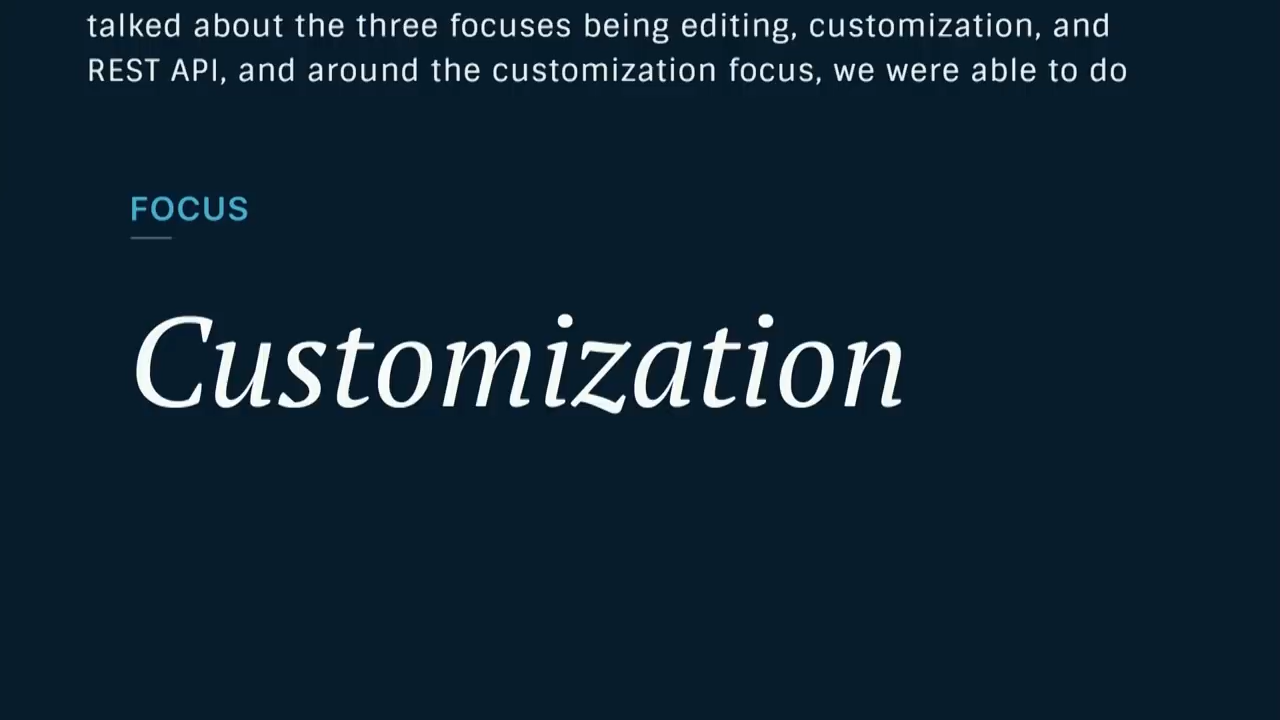 talked about the three focuses being editing, customization, and
REST API, and around the customization focus, we were able to do
FOCUS
Customization